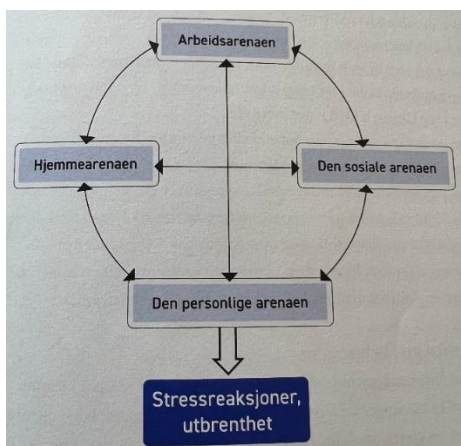 Arbeidsarenaen
Hjemmearenaen
Den sosiale arenaen
Den personlige arenaen
Stressreaksjoner,
utbrenthet